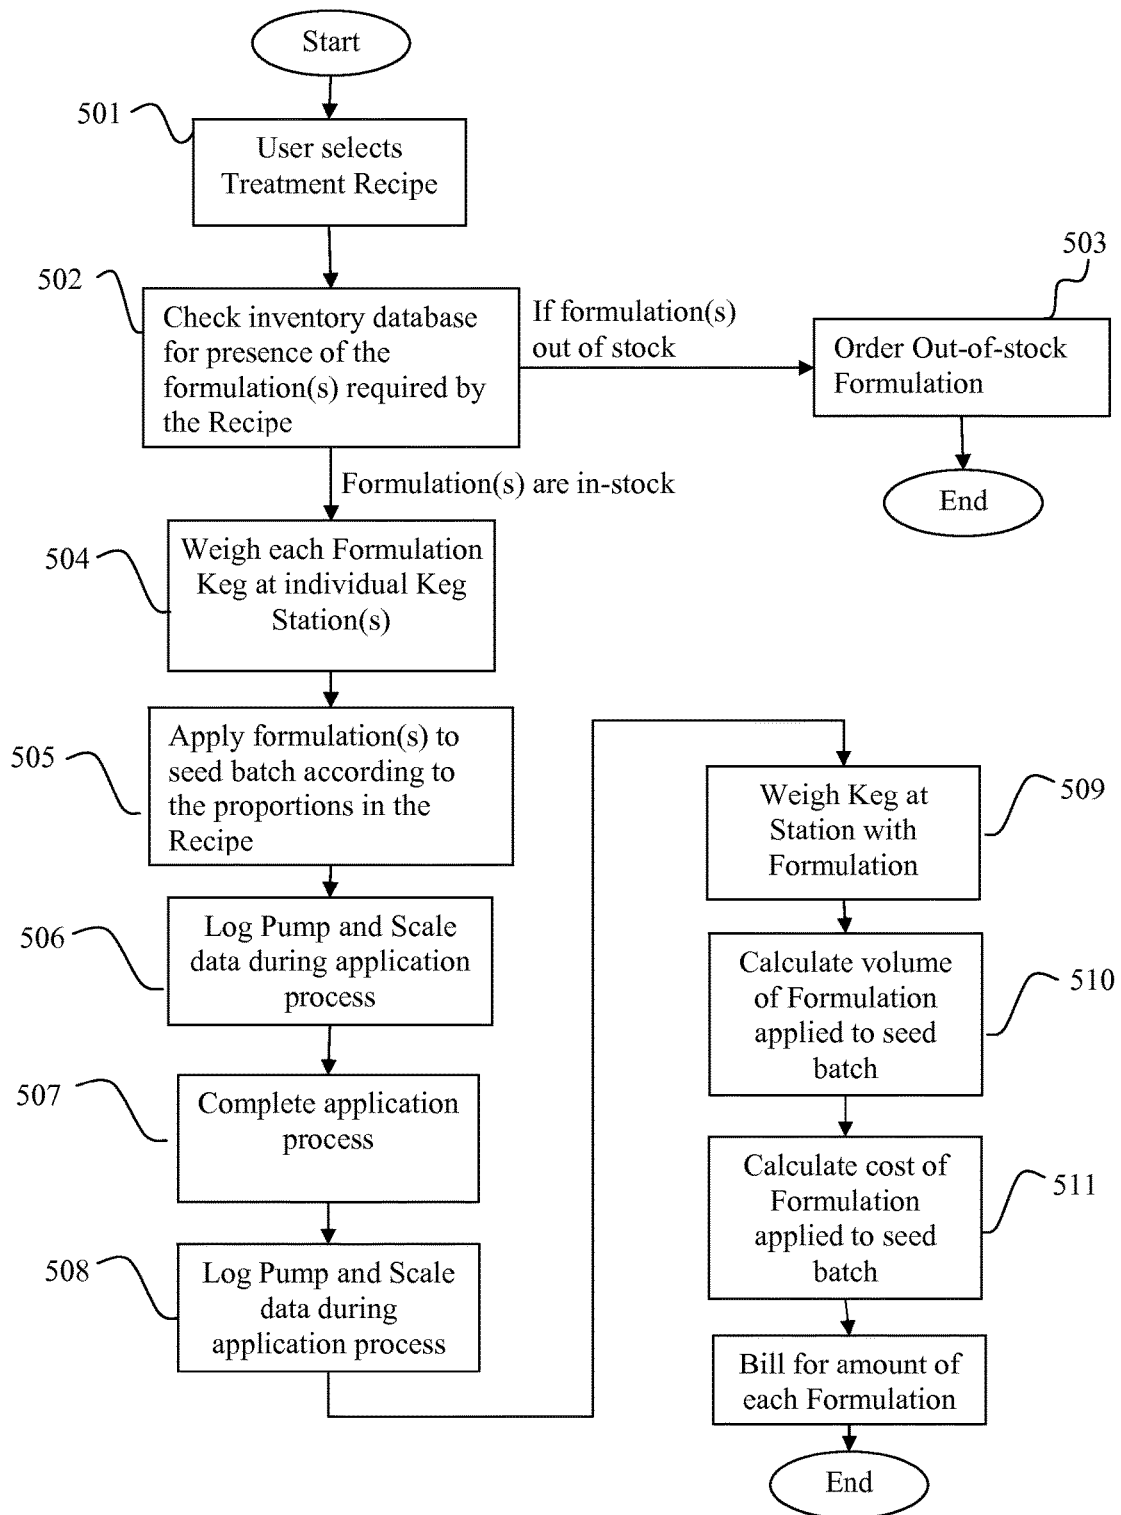 Start
501
User selects
Treatment Recipe
502
Check inventory database
for presence of the
formulation(s) required by
the Recipe
If formulation(s)
out of stock
503
Order Out-of-stock
Formulation
End
Formulation(s) are in-stock
504
Weigh each Formulation
Keg at individual Keg
Station(s)
505
Apply formulation(s) to
seed batch according to
the proportions in the
Recipe
506
Log Pump and Scale
data during application
process
507
Complete application
process
508
Log Pump and Scale
data during
application process
509
Weigh Keg at
Station with
Formulation
510
Calculate volume
of Formulation
applied to seed
batch
511
Calculate cost of
Formulation
applied to seed
batch
Bill for amount of
each Formulation
End